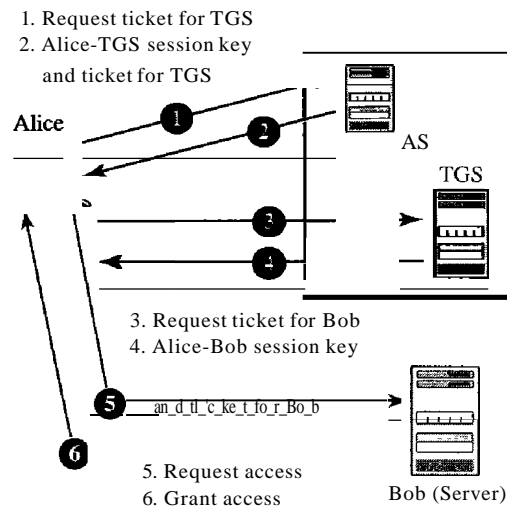 1. Request ticket for TGS
2. Alice-TGS session key
and ticket for TGS
Alice
1
2
AS
TGS
3
4
3. Request ticket for Bob
4. Alice-Bob session key
5
an_d_tl_'c_ke_t_fo_r_Bo_b
6
5. Request access
6. Grant access
Bob (Server)